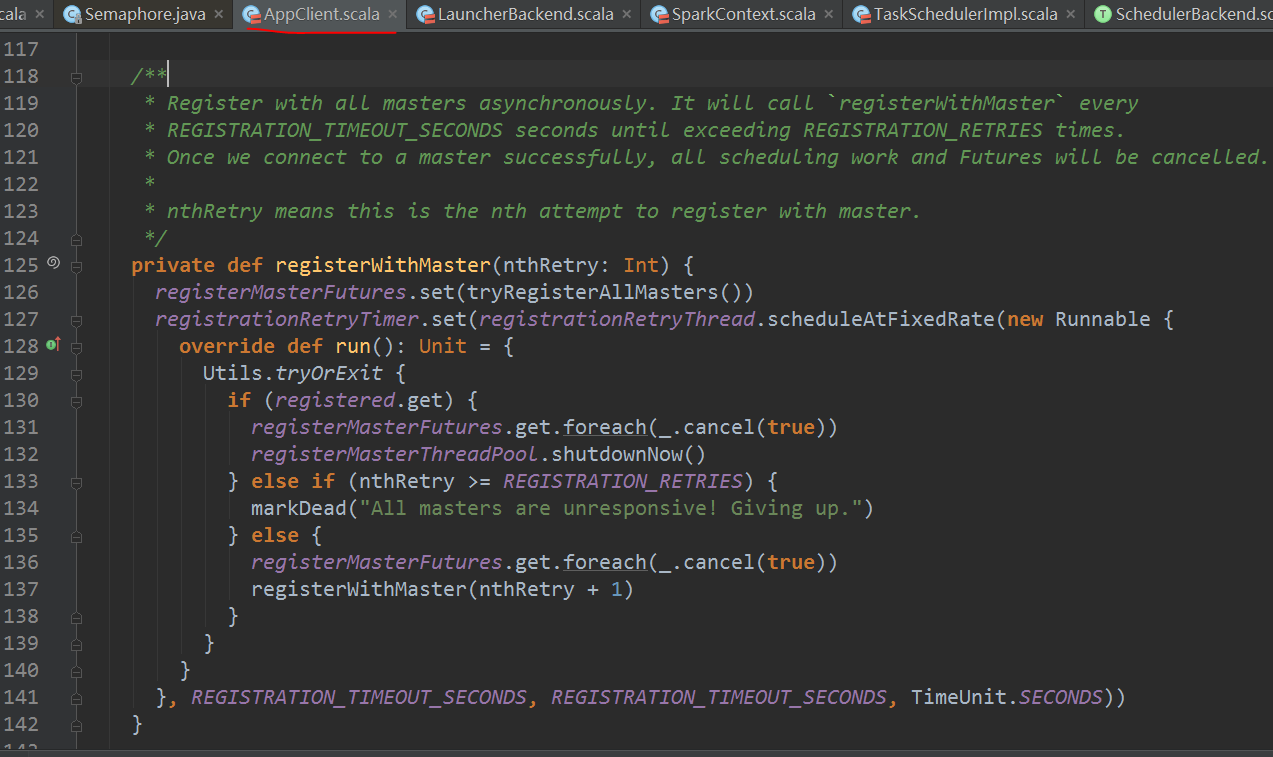 cala × Semaphore.java × AppClient.scala × LauncherBackend.scala × SparkContext.scala × TaskSchedulerImpl.scala × SchedulerBackend.sc
117
118 /**
119 * Register with all masters asynchronously. It will call `registerWithMaster` every
120 * REGISTRATION_TIMEOUT_SECONDS seconds until exceeding REGISTRATION_RETRIES times.
121 * Once we connect to a master successfully, all scheduling work and Futures will be cancelled.
122 *
123 * nthRetry means this is the nth attempt to register with master.
124 */
125 private def registerWithMaster(nthRetry: Int) {
126 registerMasterFutures.set(tryRegisterAllMasters())
127 registrationRetryTimer.set(registrationRetryThread.scheduleAtFixedRate(new Runnable {
128 override def run(): Unit = {
129 Utils.tryOrExit {
130 if (registered.get) {
131 registerMasterFutures.get.foreach(_.cancel(true))
132 registerMasterThreadPool.shutdownNow()
133 } else if (nthRetry >= REGISTRATION_RETRIES) {
134 markDead("All masters are unresponsive! Giving up.")
135 } else {
136 registerMasterFutures.get.foreach(_.cancel(true))
137 registerWithMaster(nthRetry + 1)
138 }
139 }
140 }
141 }, REGISTRATION_TIMEOUT_SECONDS, REGISTRATION_TIMEOUT_SECONDS, TimeUnit.SECONDS))
142 }